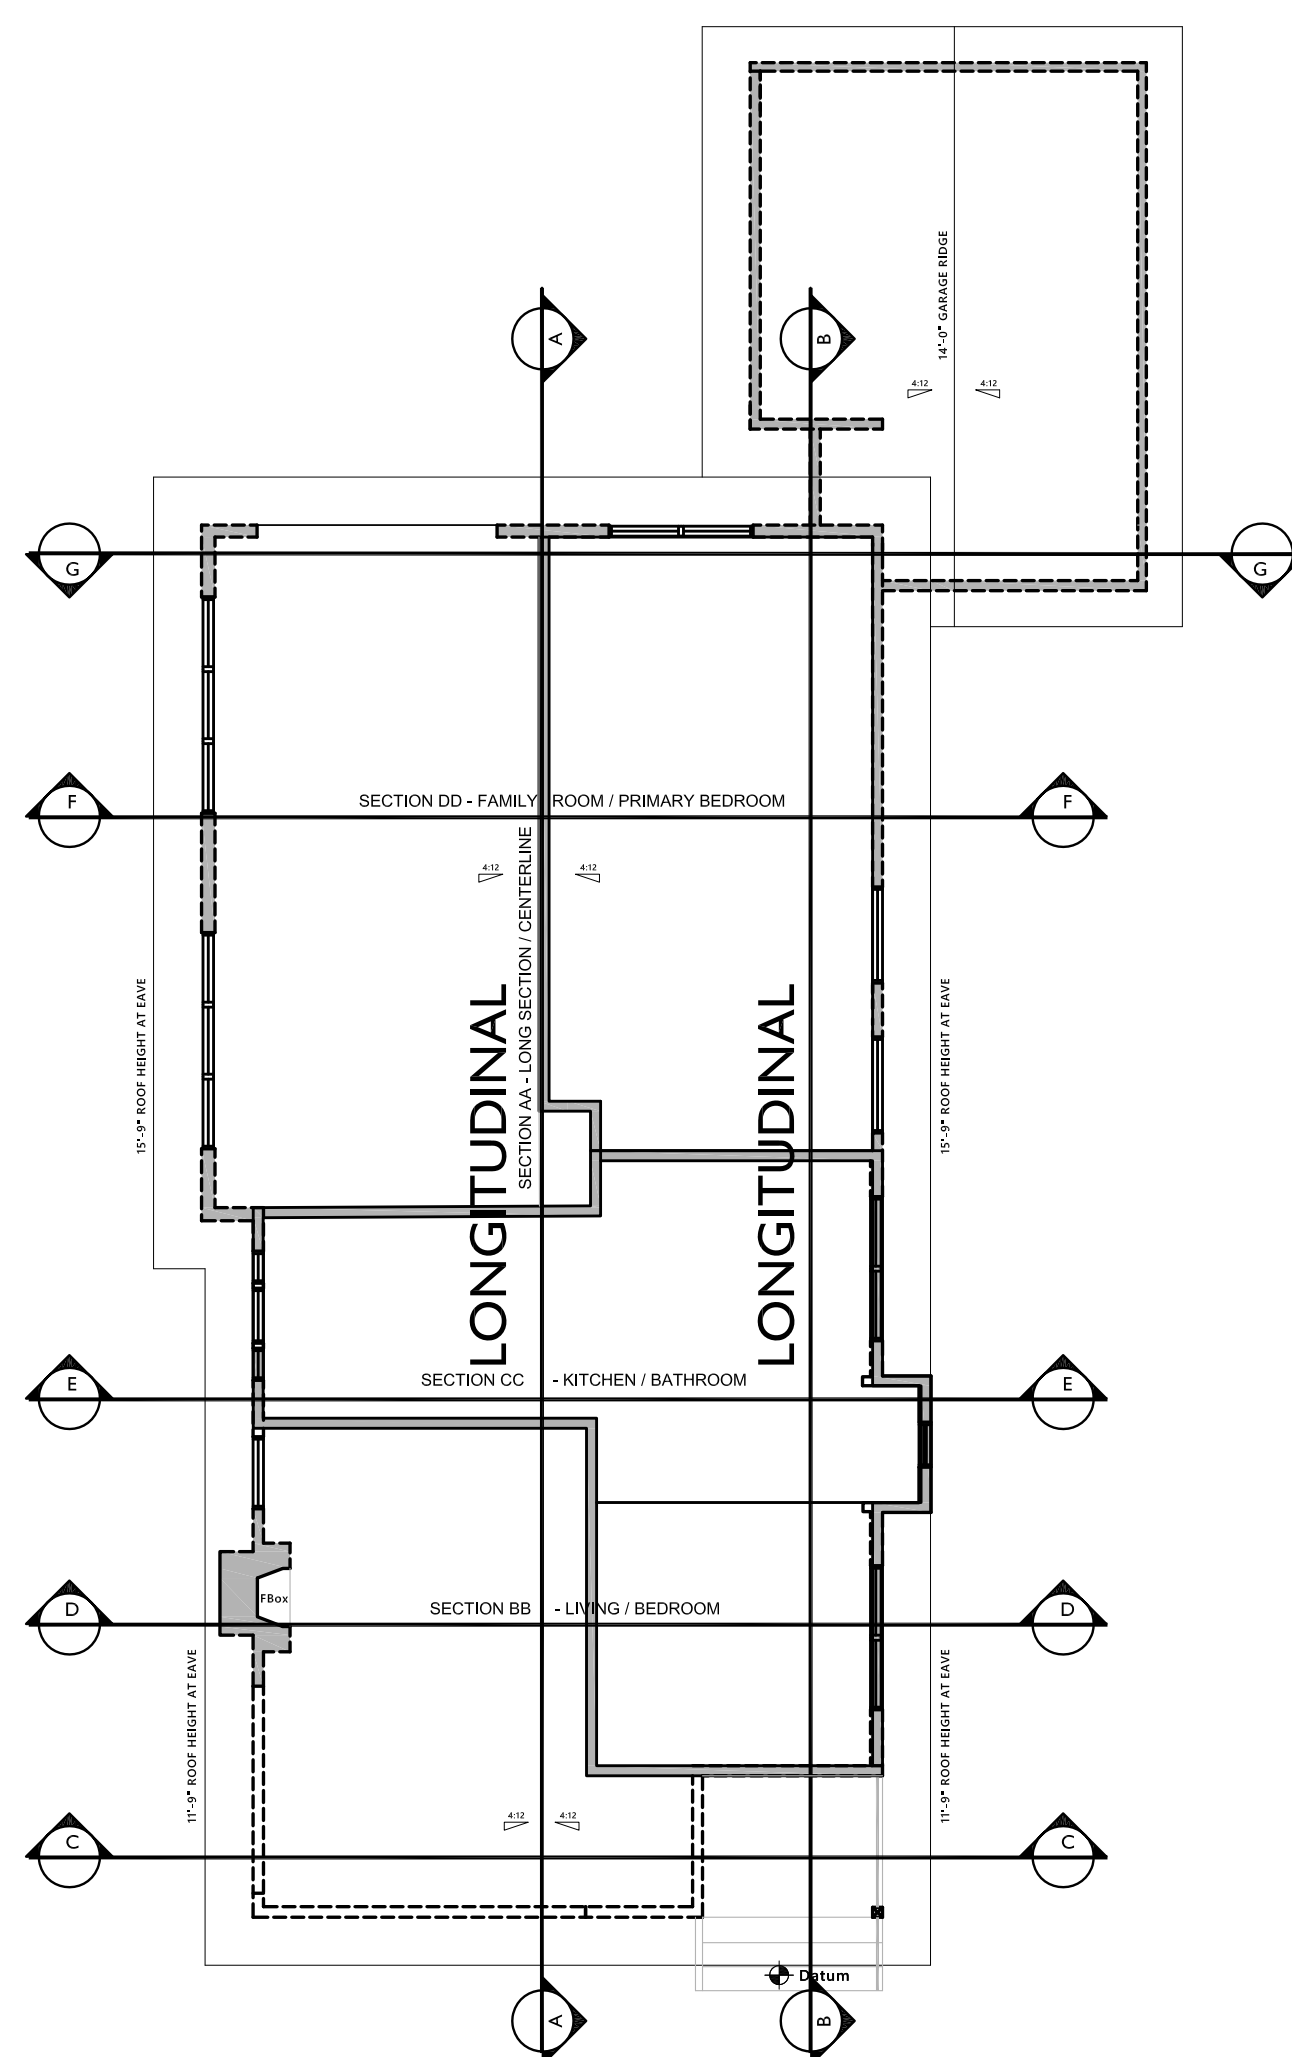 14'-0" GARAGE RIDGE
A
B
4:12 4:12
G G
F F
SECTION DD - FAMILY ROOM / PRIMARY BEDROOM
4:12 4:12
SECTION AA - LONG SECTION / CENTERLINE
LONGITUDINAL
LONGITUDINAL
15'-9" ROOF HEIGHT AT EAVE
15'-9" ROOF HEIGHT AT EAVE
E E
SECTION CC - KITCHEN / BATHROOM
FBox
D D
SECTION BB - LIVING / BEDROOM
11'-9" ROOF HEIGHT AT EAVE
11'-9" ROOF HEIGHT AT EAVE
4:12 4:12
C C
Datum
A
B